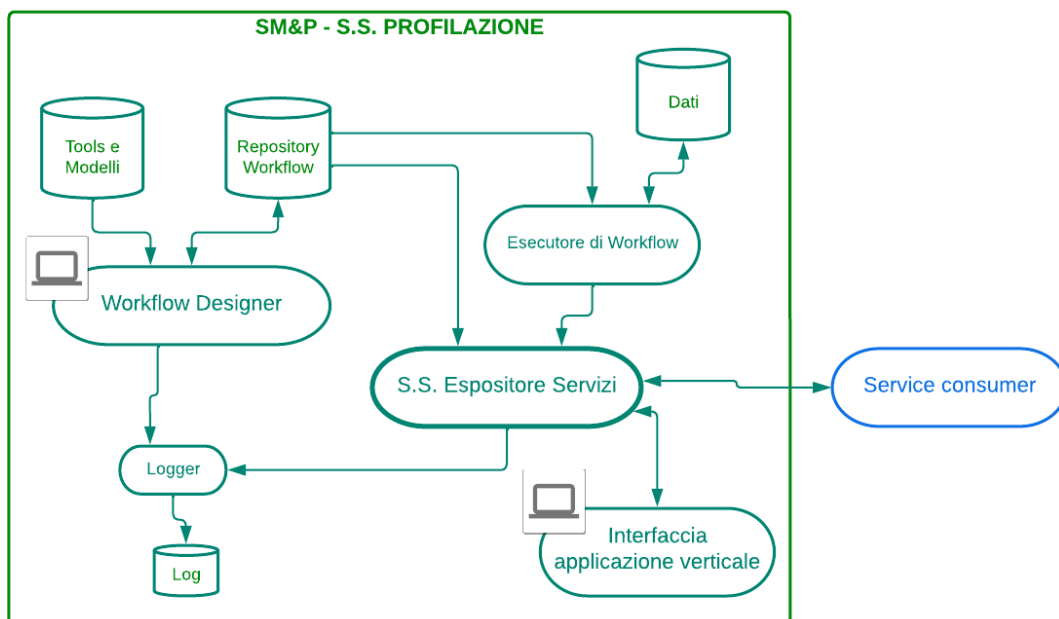 SM&P - S.S. PROFILAZIONE
Dati
Tools e
Modelli
Repository
Workflow
Esecutore di Workflow
Workflow Designer
S.S. Espositore Servizi
Service consumer
Logger
Interfaccia
applicazione verticale
Log